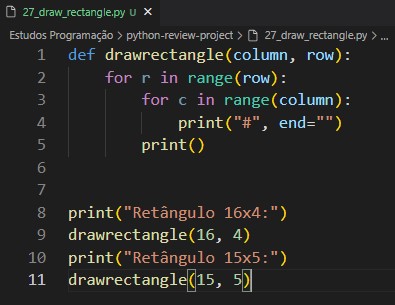 27_draw_rectangle.py U ×
Estudos Programação > python-review-project > 27_draw_rectangle.py > ...
1 def drawrectangle(column, row):
2     for r in range(row):
3         for c in range(column):
4             print("#", end="")
5         print()
6
7
8 print("Retângulo 16x4:")
9 drawrectangle(16, 4)
10 print("Retângulo 15x5:")
11 drawrectangle(15, 5)